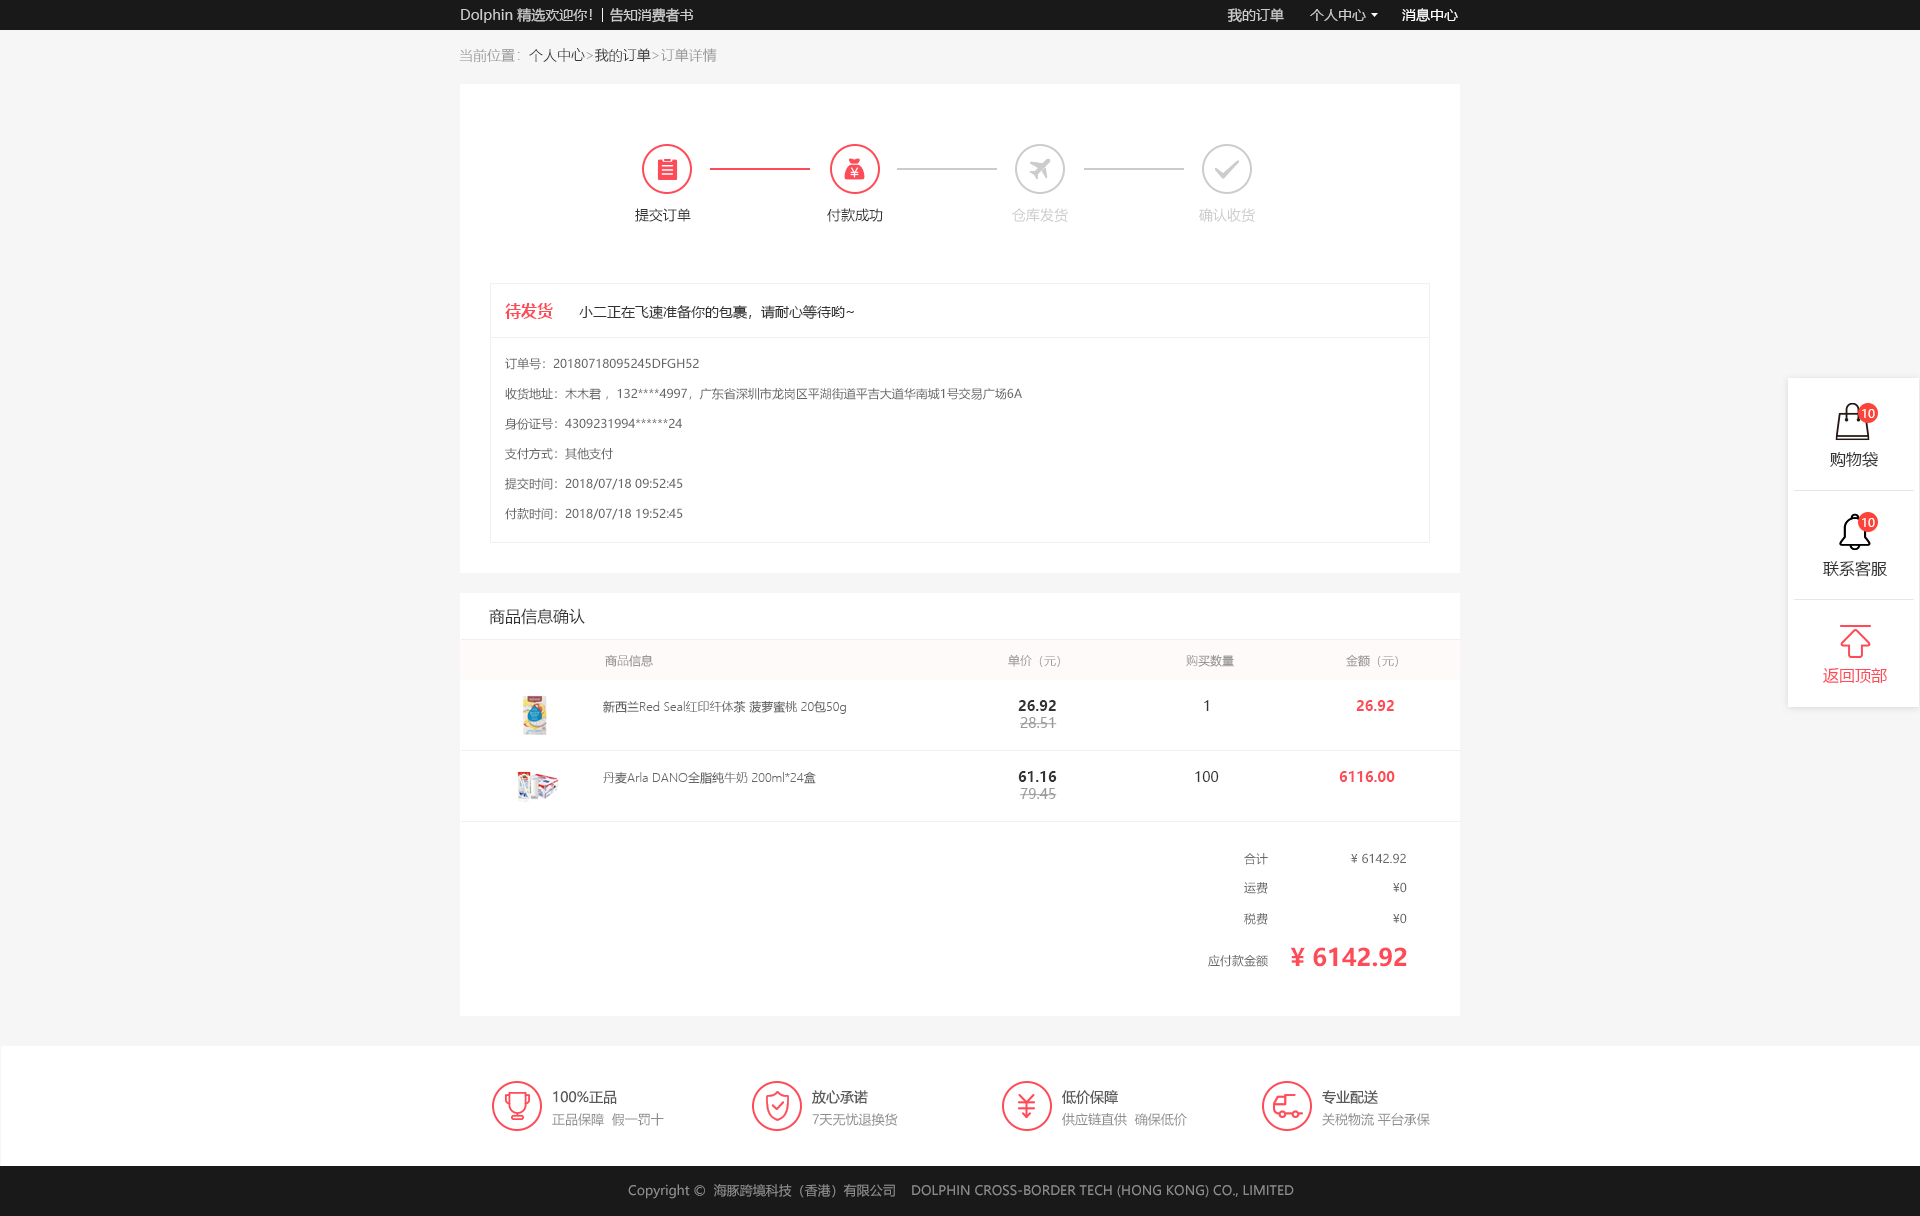 Dolphin 精选欢迎你！| 告知消费者书
我的订单 个人中心 消息中心
当前位置：个人中心>我的订单>订单详情
提交订单 付款成功 仓库发货 确认收货
待发货 小二正在飞速准备你的包裹，请耐心等待哟~
订单号：20180718095245DFGH52
收货地址：木木君 ，132****4997，广东省深圳市龙岗区平湖街道平吉大道华南城1号交易广场6A
身份证号：4309231994******24
支付方式：其他支付
提交时间：2018/07/18 09:52:45
付款时间：2018/07/18 19:52:45
10
购物袋
10
联系客服
返回顶部
商品信息确认
商品信息 单价（元） 购买数量 金额（元）
新西兰Red Seal红印纤体茶 菠萝蜜桃 20包50g 26.92 1 26.92
28.51
丹麦Arla DANO全脂纯牛奶 200ml*24盒 61.16 100 6116.00
79.45
合计 ¥ 6142.92
运费 ¥0
税费 ¥0
应付款金额 ¥ 6142.92
100%正品 放心承诺 低价保障 专业配送
正品保障 假一罚十 7天无忧退换货 供应链直供 确保低价 关税物流 平台承保
Copyright © 海豚跨境科技（香港）有限公司 DOLPHIN CROSS-BORDER TECH (HONG KONG) CO., LIMITED